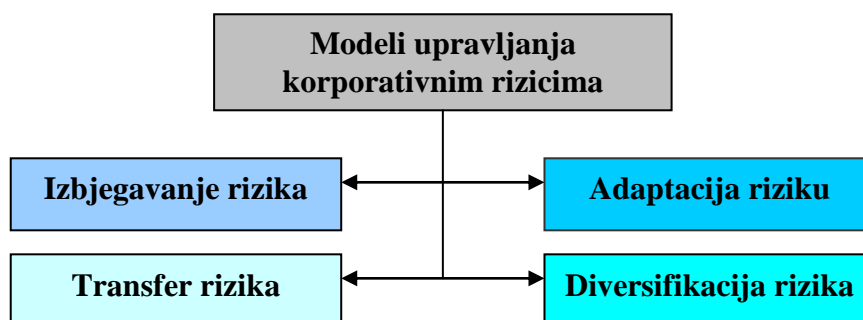 Modeli upravljanja
korporativnim rizicima
Izbjegavanje rizika
Adaptacija riziku
Transfer rizika
Diversifikacija rizika